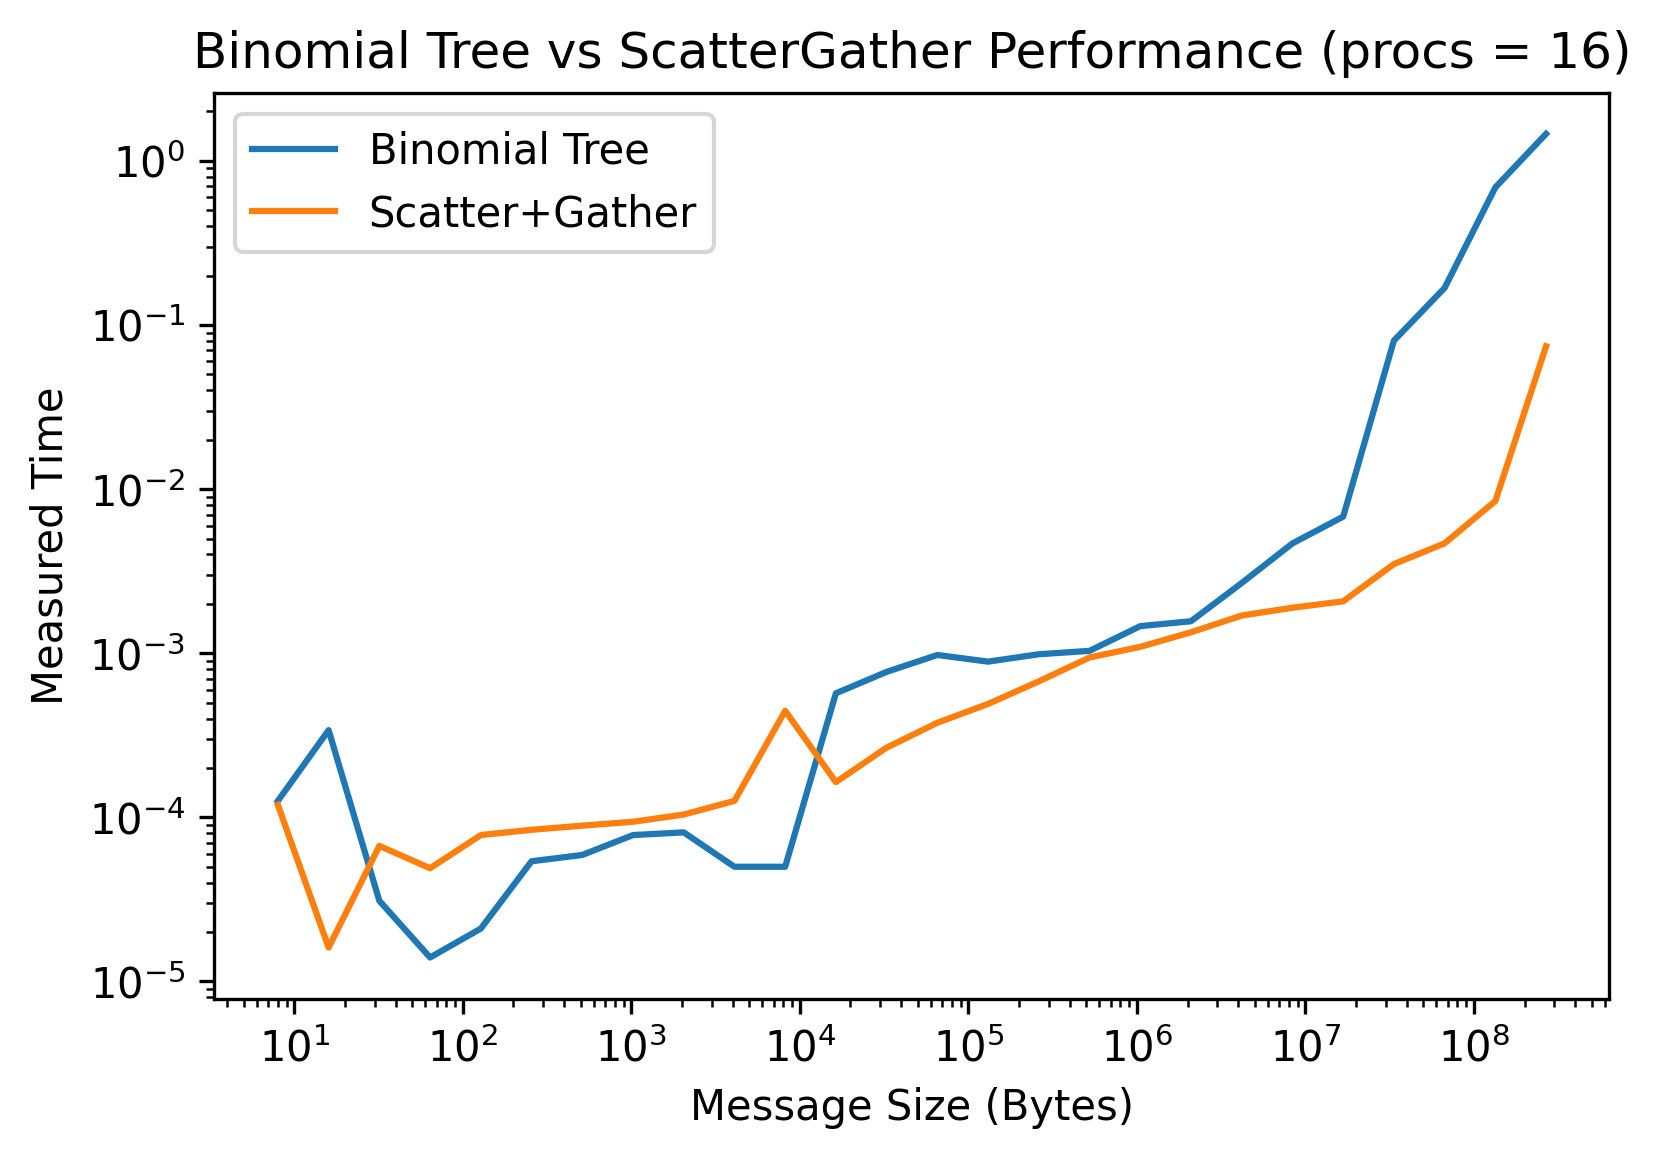 Binomial Tree vs ScatterGather Performance (procs = 16)
Binomial Tree
Scatter+Gather
Measured Time
10⁰
10⁻¹
10⁻²
10⁻³
10⁻⁴
10⁻⁵
10¹ 10² 10³ 10⁴ 10⁵ 10⁶ 10⁷ 10⁸
Message Size (Bytes)